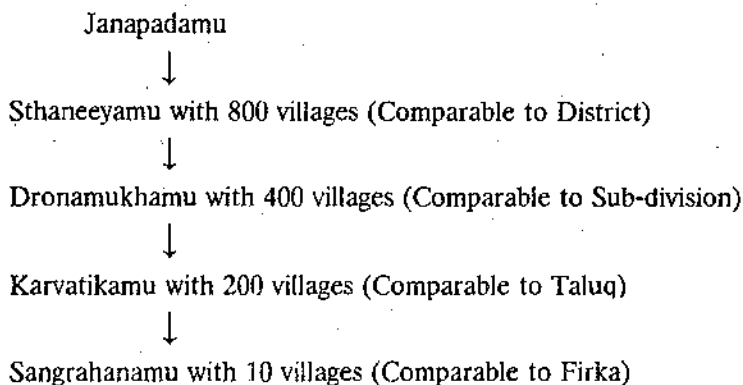 Janapadamu
↓
Sthaneeyamu with 800 villages (Comparable to District)
↓
Dronamukhamu with 400 villages (Comparable to Sub-division)
↓
Karvatikamu with 200 villages (Comparable to Taluq)
↓
Sangrahanamu with 10 villages (Comparable to Firka)